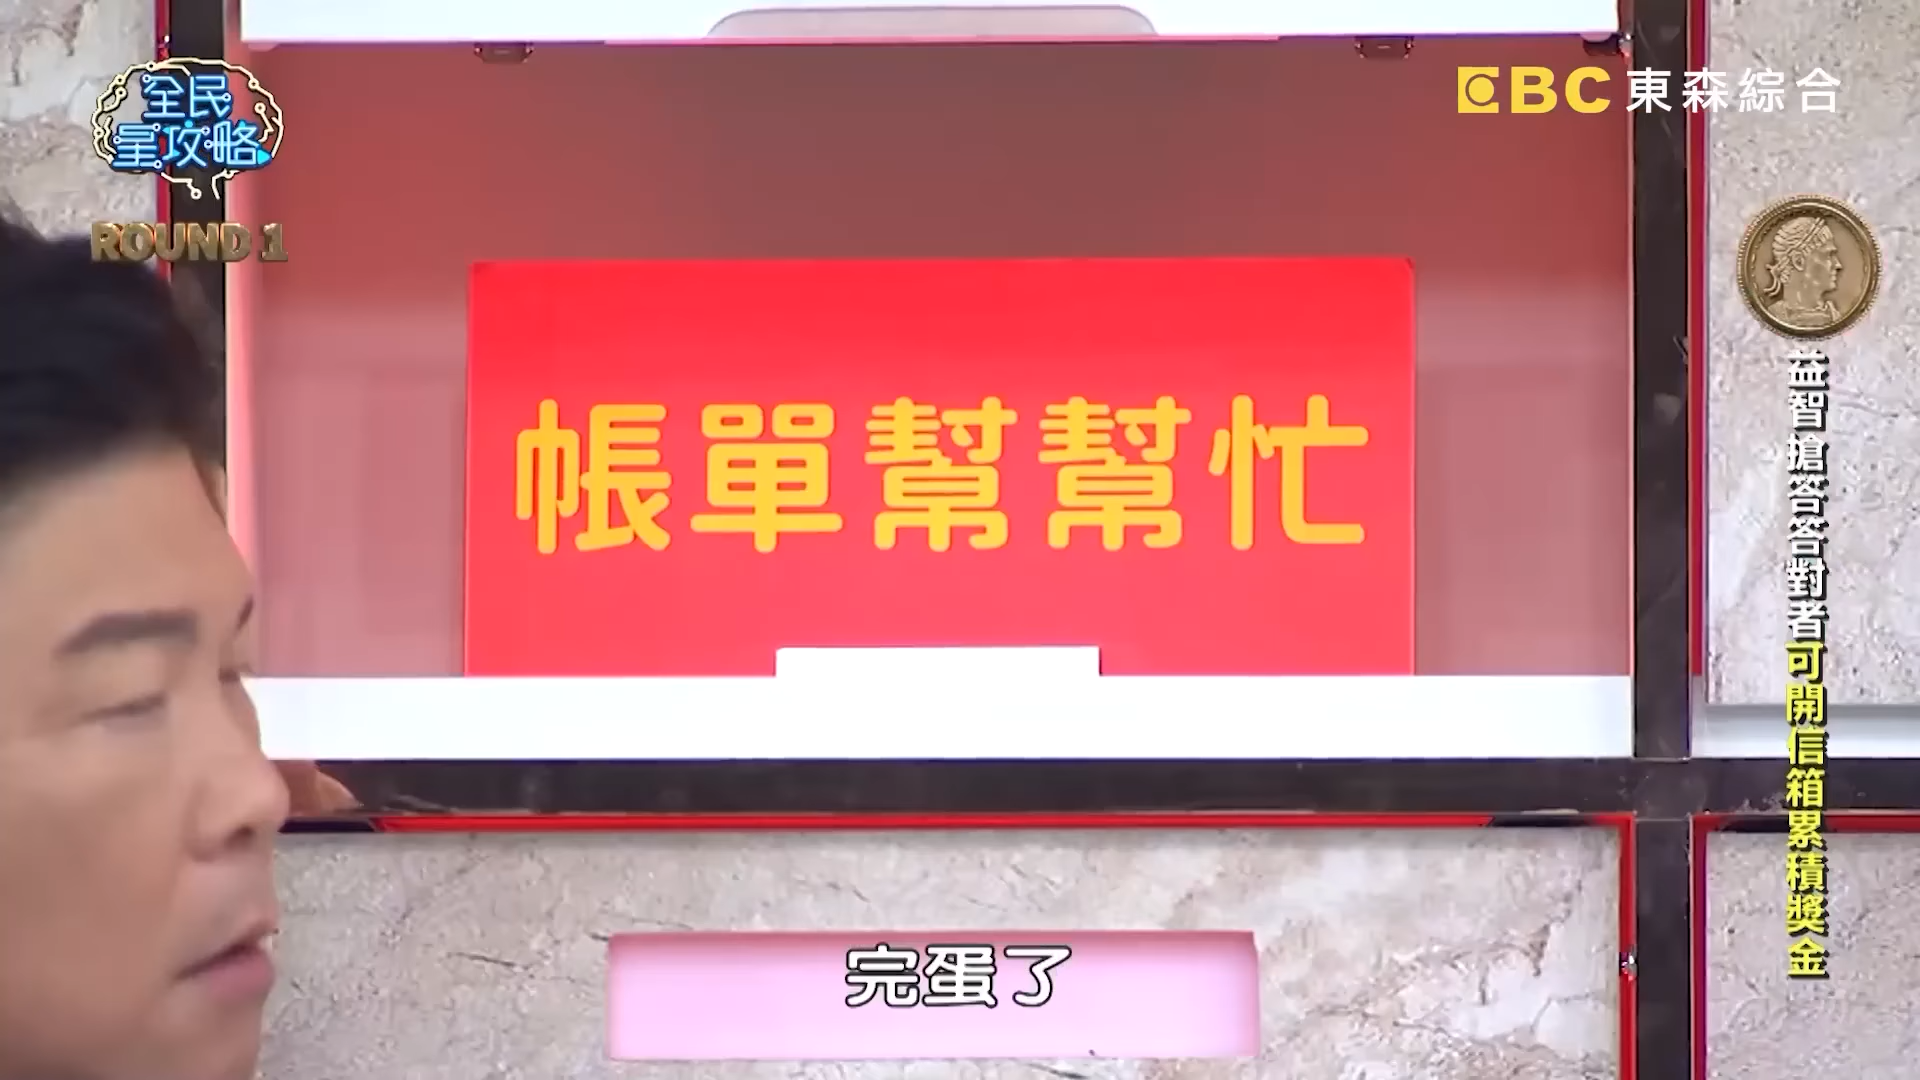 全民
星攻略
ROUND 1
EBC 東森綜合
帳單幫幫忙
益智搶答答對者可開信箱累積獎金
完蛋了